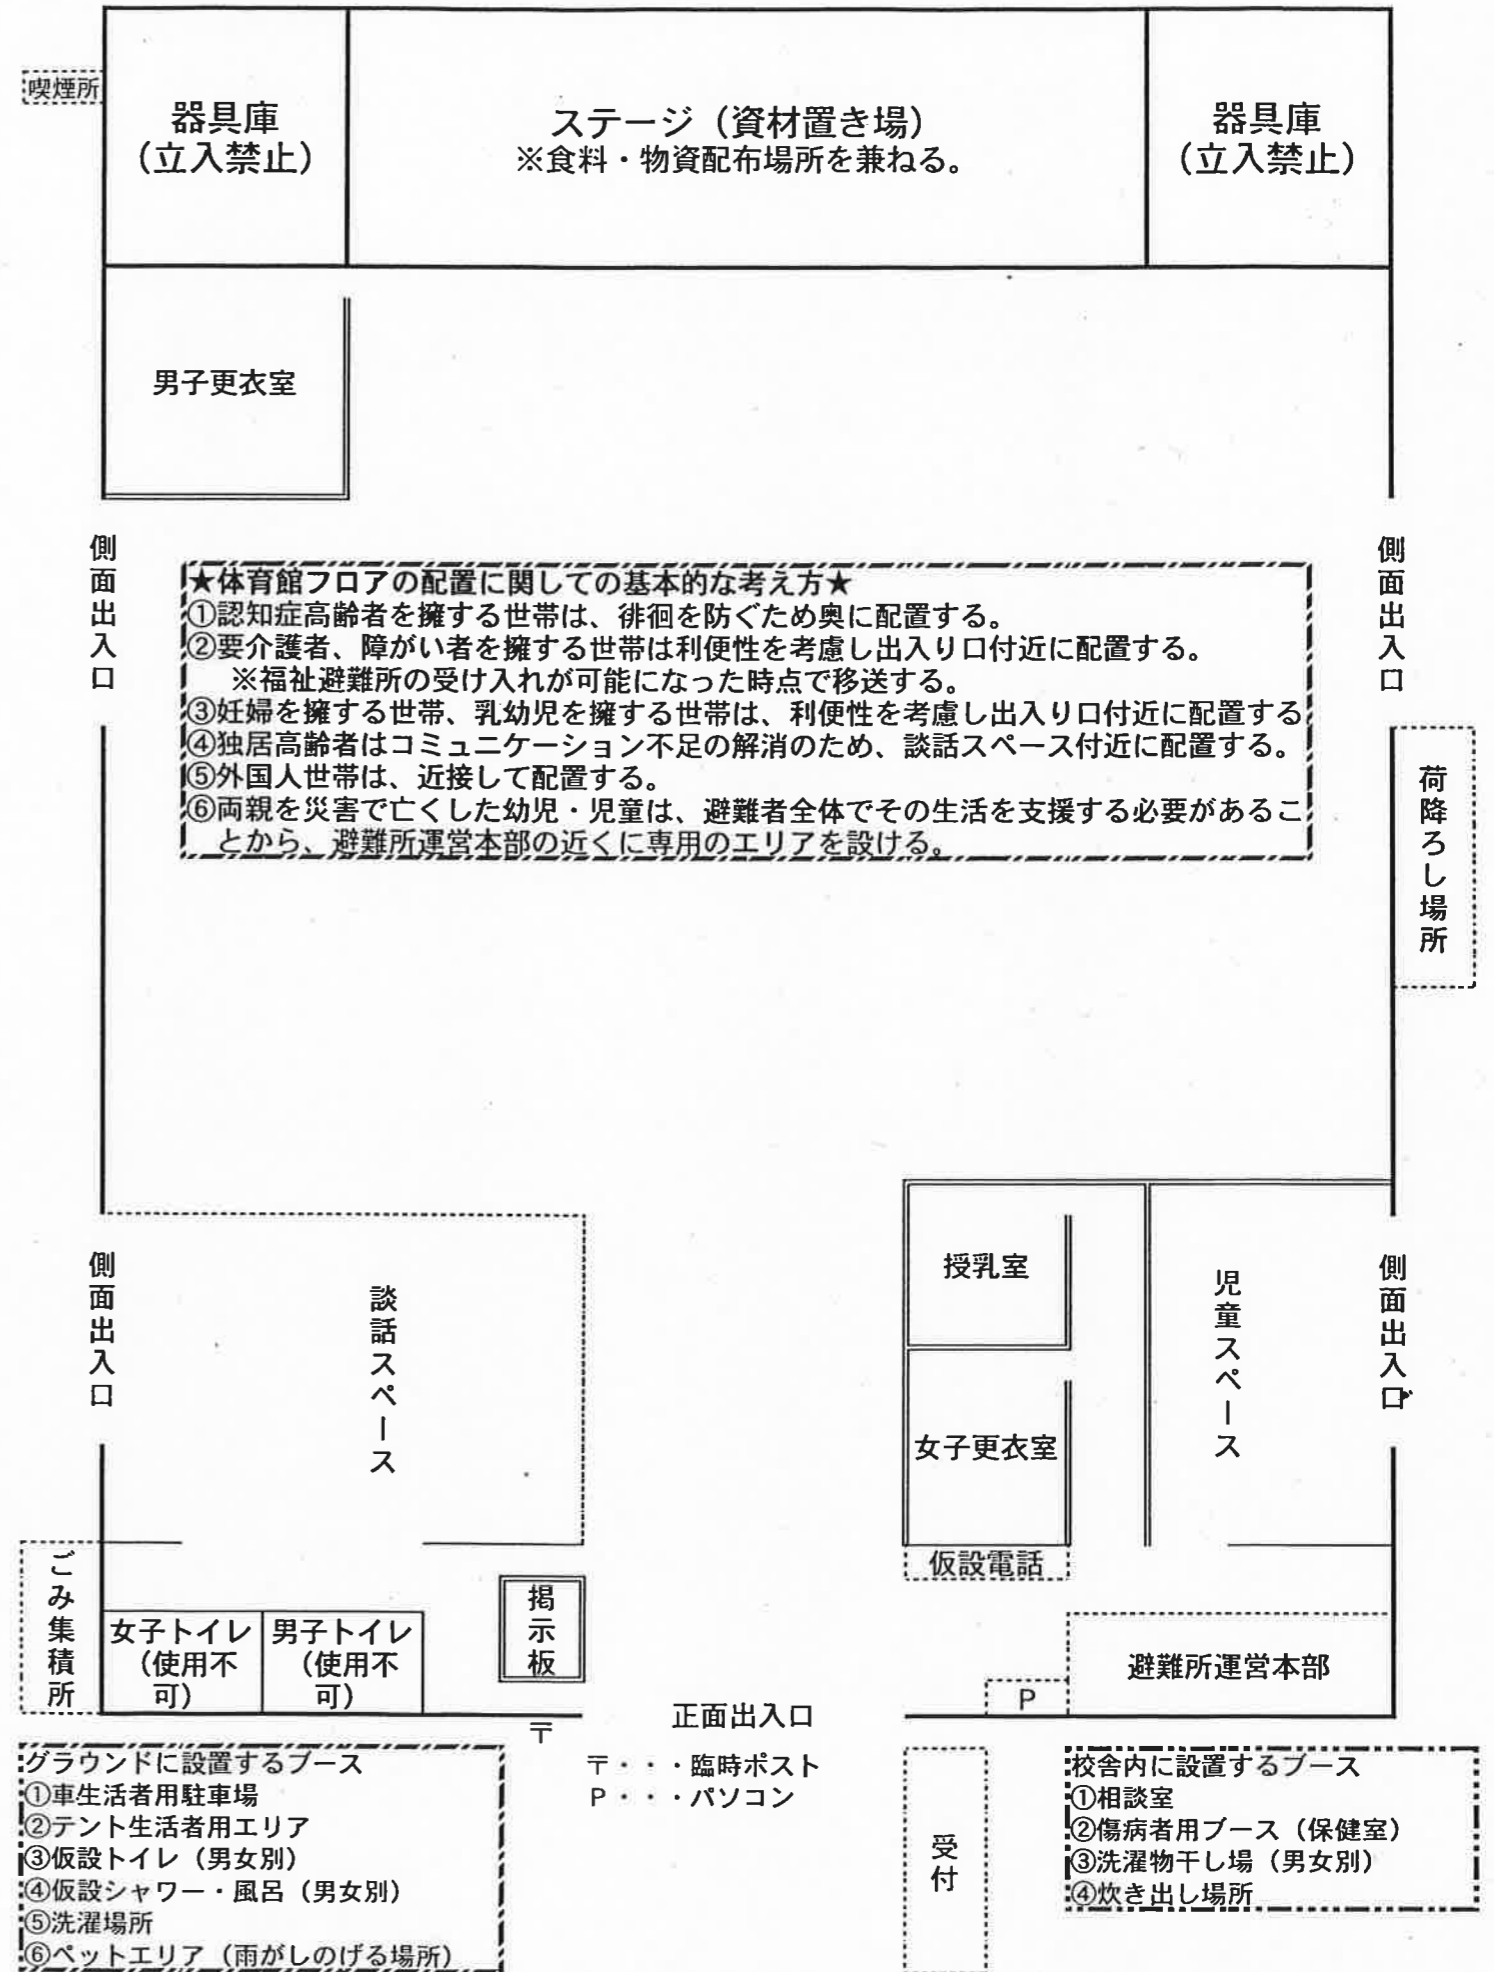 喫煙所
器具庫
（立入禁止）
ステージ（資材置き場）
※食料・物資配布場所を兼ねる。
器具庫
（立入禁止）
男子更衣室
側面出入口
側面出入口
★体育館フロアの配置に関しての基本的な考え方★
①認知症高齢者を擁する世帯は、徘徊を防ぐため奥に配置する。
②要介護者、障がい者を擁する世帯は利便性を考慮し出入り口付近に配置する。
※福祉避難所の受け入れが可能になった時点で移送する。
③妊婦を擁する世帯、乳幼児を擁する世帯は、利便性を考慮し出入り口付近に配置する
④独居高齢者はコミュニケーション不足の解消のため、談話スペース付近に配置する。
⑤外国人世帯は、近接して配置する。
⑥両親を災害で亡くした幼児・児童は、避難者全体でその生活を支援する必要があるこ
とから、避難所運営本部の近くに専用のエリアを設ける。
荷降ろし場所
側面出入口
談話スペース
授乳室
女子更衣室
児童スペース
側面出入口
仮設電話
ごみ集積所
女子トイレ
（使用不
可）
男子トイレ
（使用不
可）
掲示板
避難所運営本部
P
正面出入口
〒
〒・・・臨時ポスト
P・・・パソコン
グラウンドに設置するブース
①車生活者用駐車場
②テント生活者用エリア
③仮設トイレ（男女別）
④仮設シャワー・風呂（男女別）
⑤洗濯場所
⑥ペットエリア（雨がしのげる場所）
受付
校舎内に設置するブース
①相談室
②傷病者用ブース（保健室）
③洗濯物干し場（男女別）
④炊き出し場所